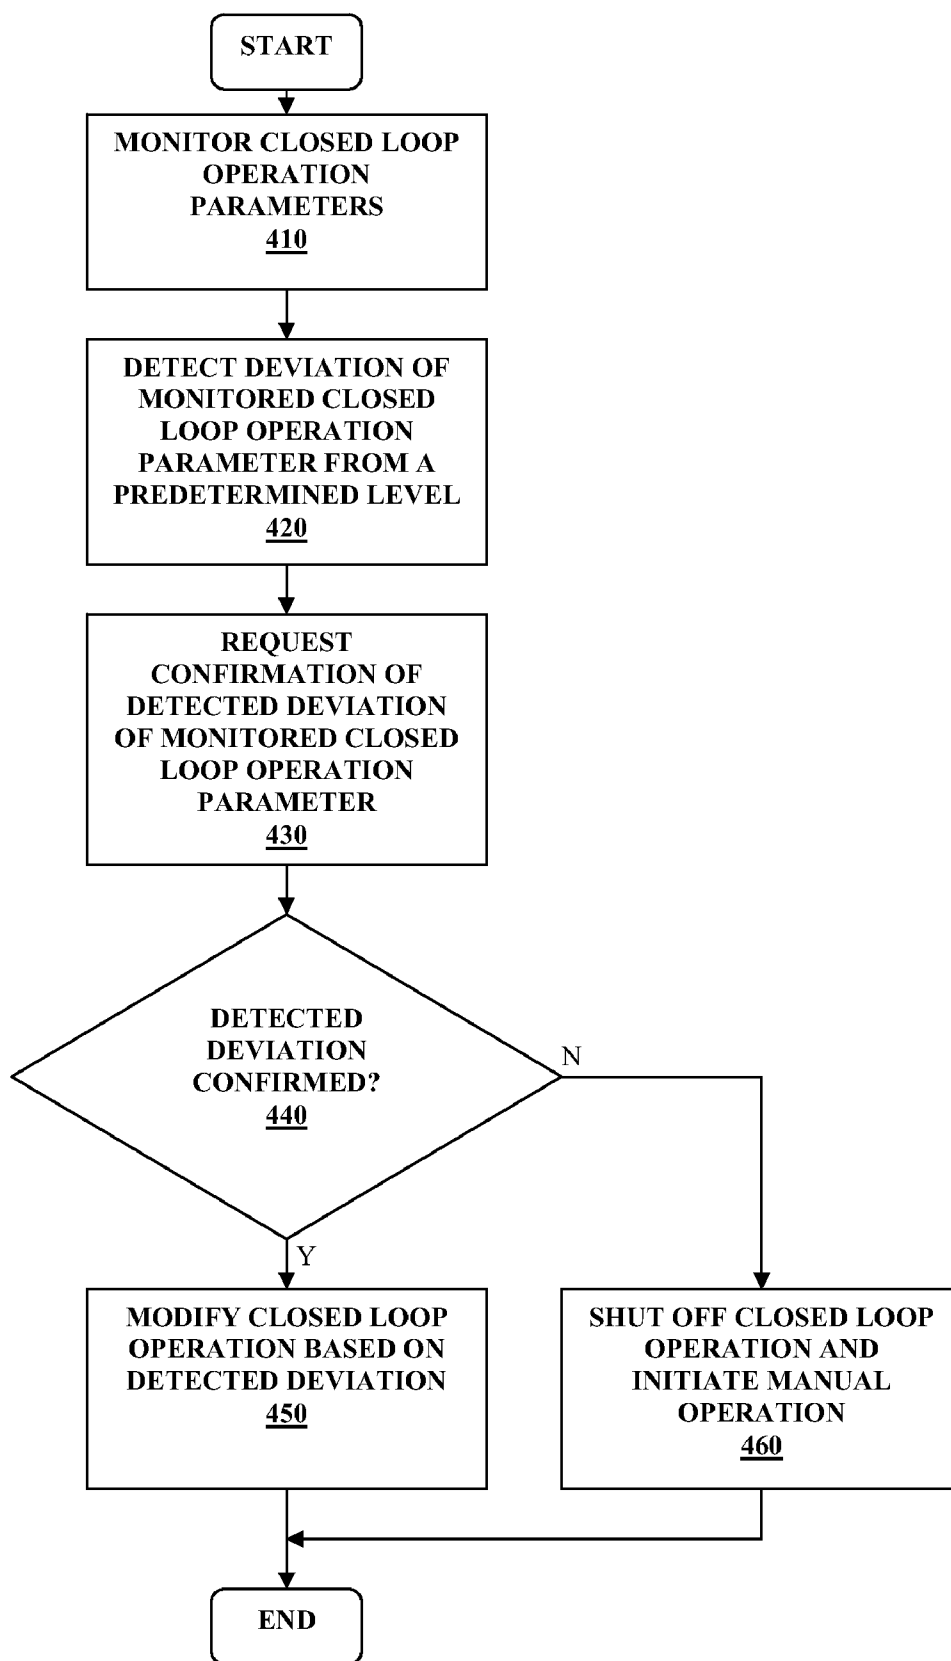 START
MONITOR CLOSED LOOP
OPERATION
PARAMETERS
410
DETECT DEVIATION OF
MONITORED CLOSED
LOOP OPERATION
PARAMETER FROM A
PREDETERMINED LEVEL
420
REQUEST
CONFIRMATION OF
DETECTED DEVIATION
OF MONITORED CLOSED
LOOP OPERATION
PARAMETER
430
DETECTED
DEVIATION
CONFIRMED?
440
N
Y
MODIFY CLOSED LOOP
OPERATION BASED ON
DETECTED DEVIATION
450
SHUT OFF CLOSED LOOP
OPERATION AND
INITIATE MANUAL
OPERATION
460
END